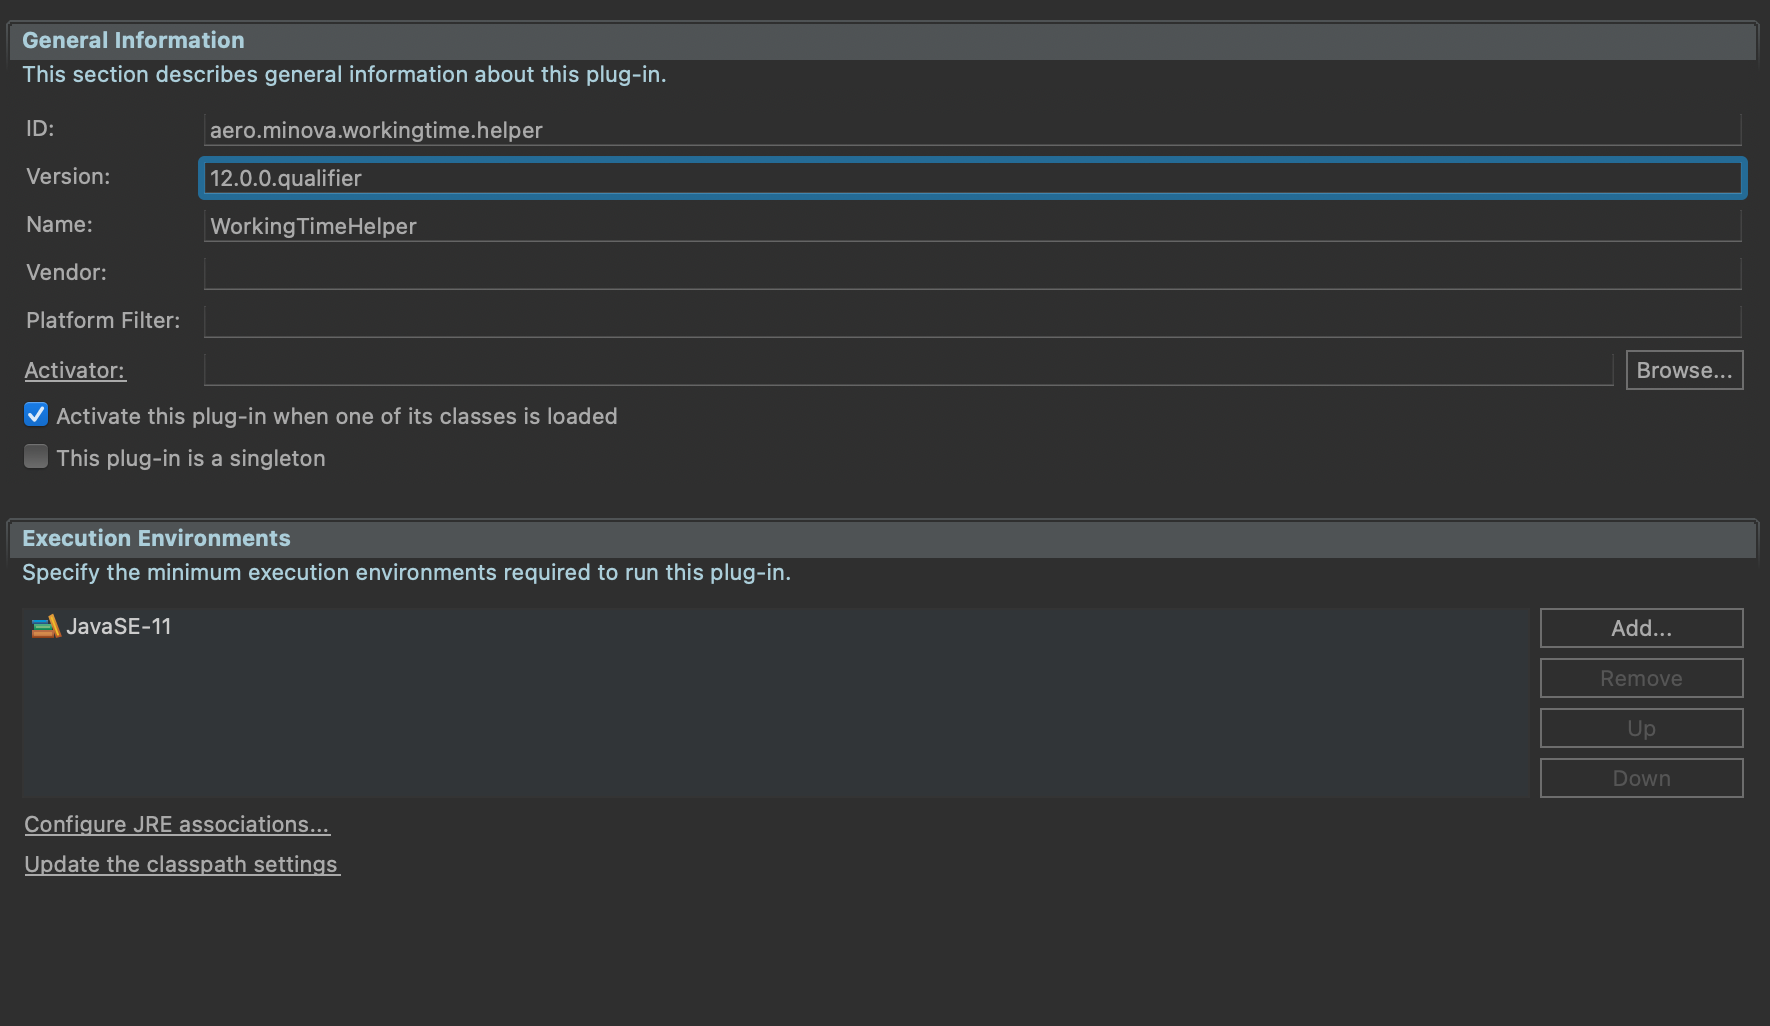 General Information
This section describes general information about this plug-in.
ID: aero.minova.workingtime.helper
Version: 12.0.0.qualifier
Name: WorkingTimeHelper
Vendor:
Platform Filter:
Activator: Browse...
Activate this plug-in when one of its classes is loaded
This plug-in is a singleton
Execution Environments
Specify the minimum execution environments required to run this plug-in.
JavaSE-11
Add...
Remove
Up
Down
Configure JRE associations...
Update the classpath settings